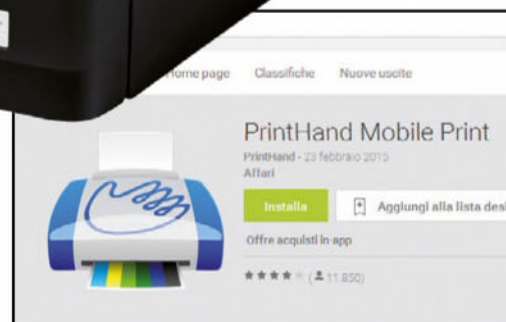 Home page Classifiche Nuove uscite
PrintHand Mobile Print
PrintHand - 23 febbraio 2015
Affari
Installa Aggiungi alla lista desi
Offre acquisti in-app
(11.850)